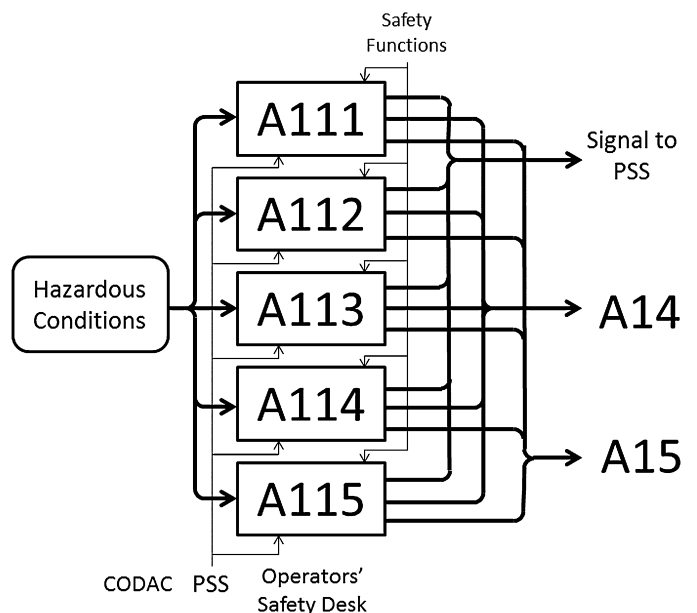 Safety
Functions
A111
Signal to
PSS
A112
Hazardous
Conditions
A113
A14
A114
A15
A115
CODAC PSS
Operators’
Safety Desk